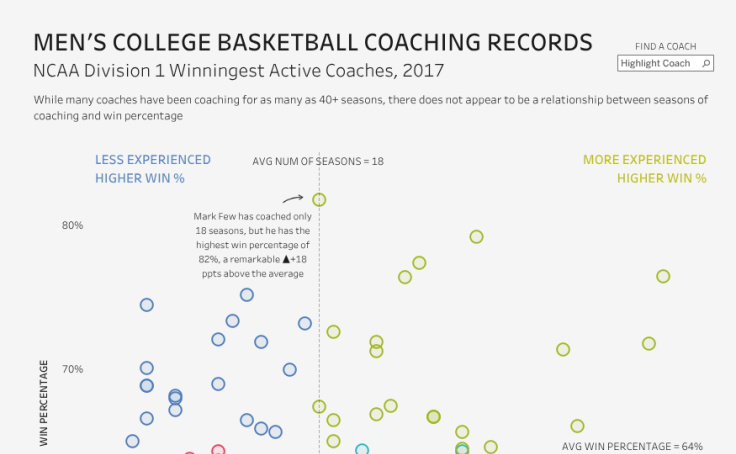 MEN'S COLLEGE BASKETBALL COACHING RECORDS
FIND A COACH
NCAA Division 1 Winningest Active Coaches, 2017
Highlight Coach
While many coaches have been coaching for as many as 40+ seasons, there does not appear to be a relationship between seasons of
coaching and win percentage
LESS EXPERIENCED
HIGHER WIN %
AVG NUM OF SEASONS = 18
MORE EXPERIENCED
HIGHER WIN %
80%
Mark Few has coached only
18 seasons, but he has the
highest win percentage of
82%, a remarkable ▲+18
ppts above the average
70%
WIN PERCENTAGE
AVG WIN PERCENTAGE = 64%